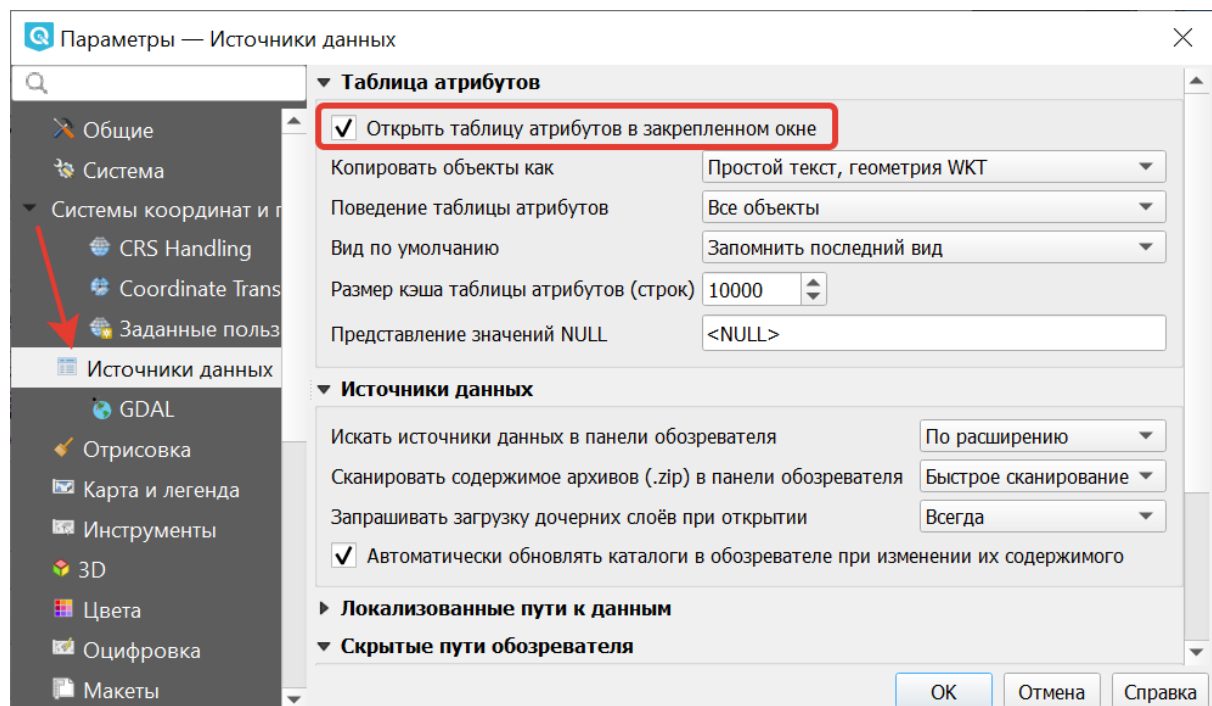 Параметры — Источники данных
Общие
Система
Системы координат и п
CRS Handling
Coordinate Trans
Заданные польз
Источники данных
GDAL
Отрисовка
Карта и легенда
Инструменты
3D
Цвета
Оцифровка
Макеты
Таблица атрибутов
Открыть таблицу атрибутов в закрепленном окне
Копировать объекты как Простой текст, геометрия WKT
Поведение таблицы атрибутов Все объекты
Вид по умолчанию Запомнить последний вид
Размер кэша таблицы атрибутов (строк) 10000
Представление значений NULL <NULL>
Источники данных
Искать источники данных в панели обозревателя По расширению
Сканировать содержимое архивов (.zip) в панели обозревателя Быстрое сканирование
Запрашивать загрузку дочерних слоёв при открытии Всегда
Автоматически обновлять каталоги в обозревателе при изменении их содержимого
Локализованные пути к данным
Скрытые пути обозревателя
OK Отмена Справка